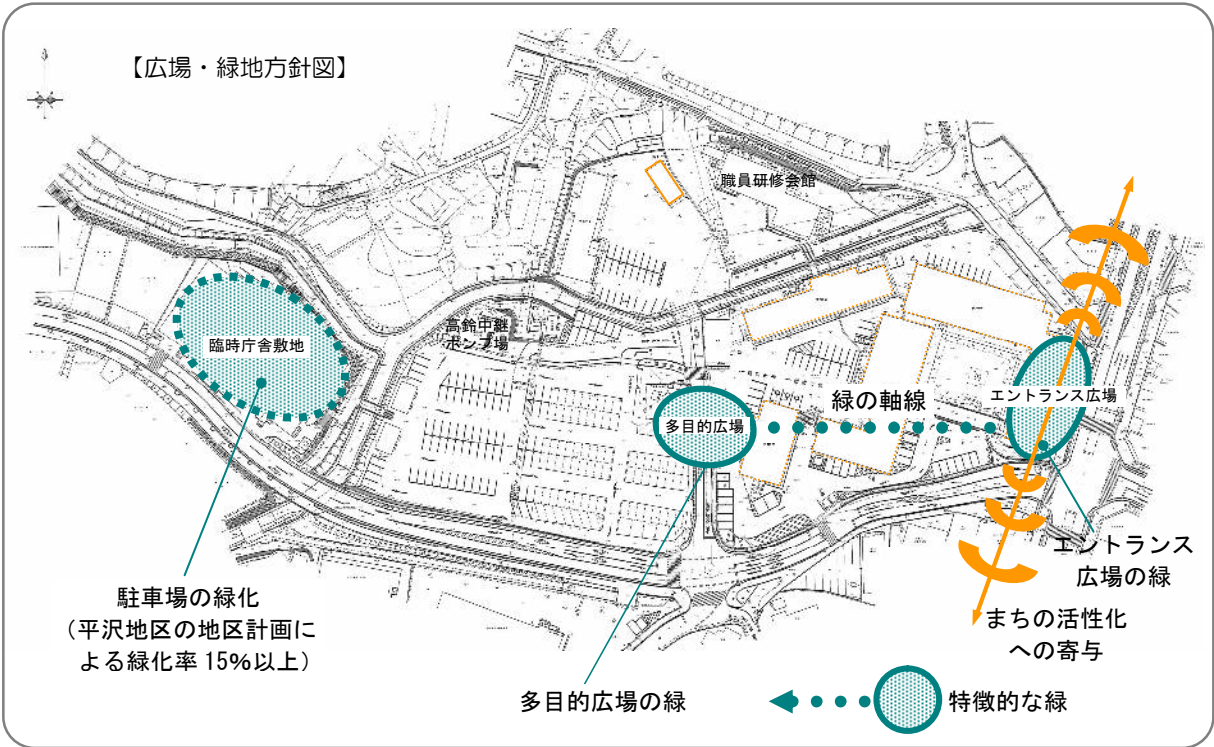 【広場・緑地方針図】
職員研修会館
高鈴中継
ポンプ場
臨時庁舎敷地
多目的広場
緑の軸線
エントランス広場
エントランス
広場の緑
まちの活性化
への寄与
駐車場の緑化
（平沢地区の地区計画に
よる緑化率 15%以上）
多目的広場の緑
特徴的な緑